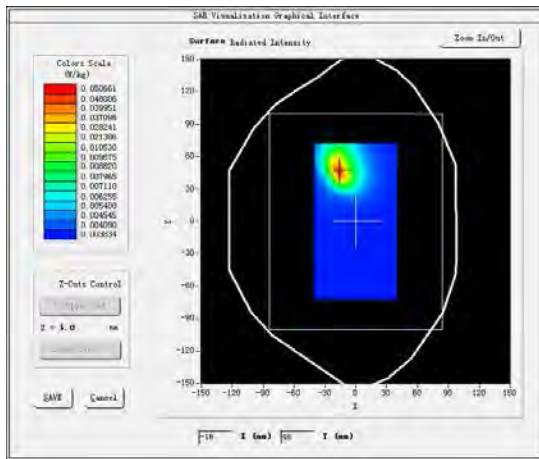 SAR Visualisation Graphical Interface
Surface Radiated Intensity
Zoom In/Out
Colors Scale
(W/kg)
0.050661
0.048006
0.039951
0.037096
0.028241
0.021386
0.010530
0.009675
0.008820
0.007965
0.007110
0.006255
0.005400
0.004545
0.004090
0.003834
150
120
90
60
30
0
-30
-60
-90
-120
-150
-150 -120 -90 -60 -30 0 30 60 90 120 150
X
Z-Cuts Control
Z = 4.0 mm
SAVE
Cancel
X (mm)
Y (mm)